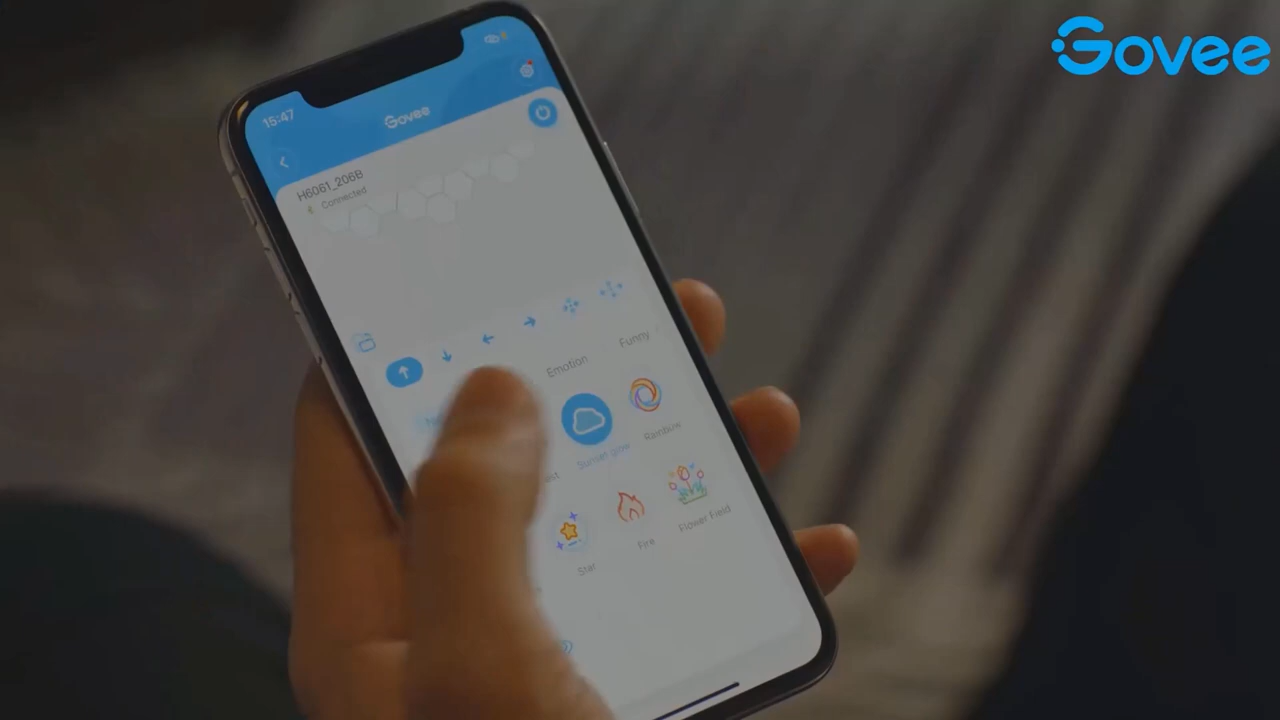 Govee
15:47
Govee
H6061_206B
Connected
Emotion
Funny
Sunset glow
Rainbow
Star
Fire
Flower Field